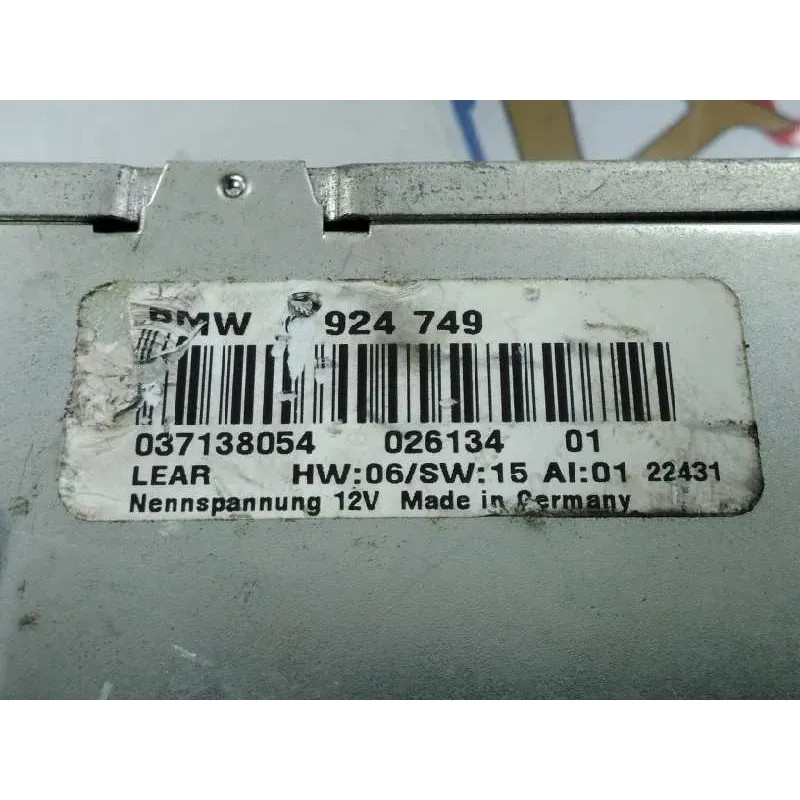 BMW 924 749
037138054 026134 01
LEAR HW:06/SW:15 AI:01 22431
Nennspannung 12V Made in Germany